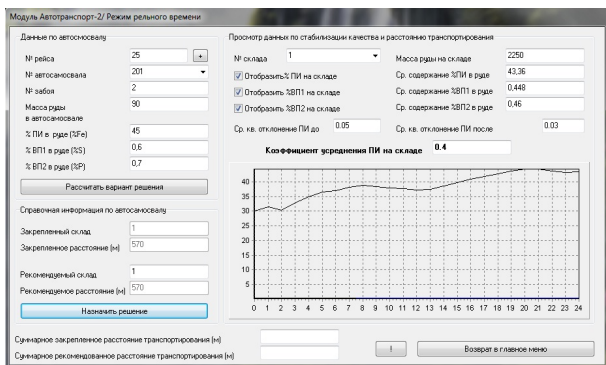 Модуль Автотранспорт-2/ Режим рельного времени
Данные по автосмосвалу
№ рейса 25 +
№ автосамосвала 201
№ забоя 2
Масса руды в автосамосвале 90
% ПИ в руде (%Fe) 45
% ВП1 в руде (%S) 0,6
% ВП2 в руде (%P) 0,7
Рассчитать вариант решения
Справочная информация по автосамосвалу
Закрепленный склад 1
Закрепленное расстояние (м) 570
Рекомендуемый склад 1
Рекомендуемое расстояние (м) 570
Назначить решение
Просмотр данных по стабилизации качества и расстоянию транспортирования
№ склада 1
Масса руды на складе 2250
Отобразить% ПИ на складе
Ср. содержание %ПИ в руде 43,36
Отобразить %ВП1 на складе
Ср. содержание %ВП1 в руде 0,448
Отобразить %ВП2 на складе
Ср. содержание %ВП2 в руде 0,46
Ср. кв. отклонение ПИ до 0.05
Ср. кв. отклонение ПИ после 0.03
Коэффициент усреднения ПИ на складе 0.4
40
35
30
25
20
15
10
5
0 1 2 3 4 5 6 7 8 9 10 11 12 13 14 15 16 17 18 19 20 21 22 23 24
Суммарное закрепленное расстояние транспортирования (м)
Суммарное рекомендованное расстояние транспортирования (м)
!
Возврат в главное меню